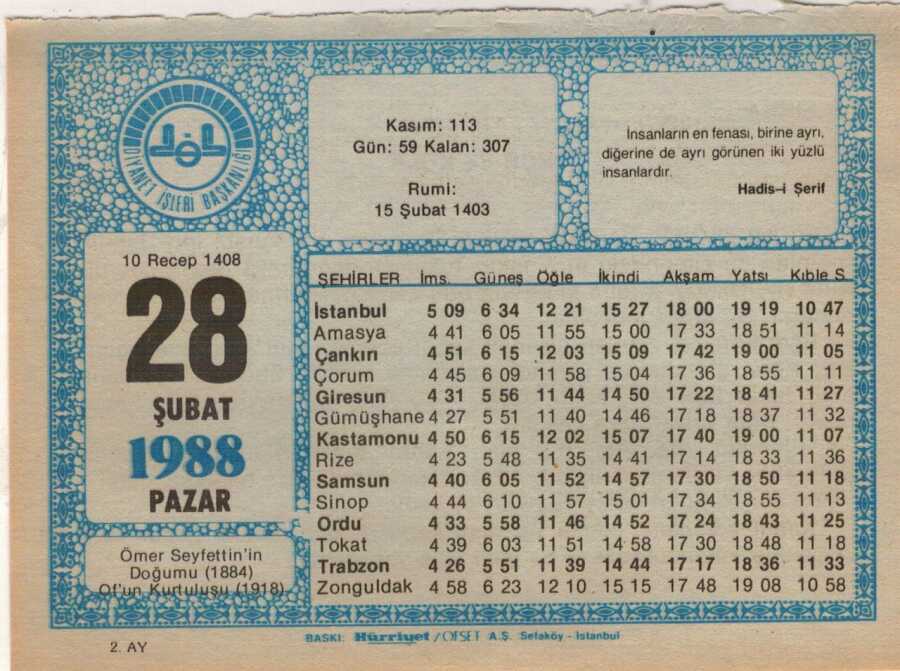 DİYANET İŞLERİ BAŞKANLIĞI
Kasım: 113
Gün: 59 Kalan: 307
Rumi:
15 Şubat 1403
İnsanların en fenası, birine ayrı,
diğerine de ayrı görünen iki yüzlü
insanlardır.
Hadis-i Şerif
10 Recep 1408
28
ŞUBAT
1988
PAZAR
Ömer Seyfettin'in
Doğumu (1884)
Of'un Kurtuluşu (1918)
ŞEHİRLER İms. Güneş Öğle İkindi Akşam Yatsı Kıble S.
İstanbul 5 09 6 34 12 21 15 27 18 00 19 19 10 47
Amasya 4 41 6 05 11 55 15 00 17 33 18 51 11 14
Çankırı 4 51 6 15 12 03 15 09 17 42 19 00 11 05
Çorum 4 45 6 09 11 58 15 04 17 36 18 55 11 11
Giresun 4 31 5 56 11 44 14 50 17 22 18 41 11 27
Gümüşhane 4 27 5 51 11 40 14 46 17 18 18 37 11 32
Kastamonu 4 50 6 15 12 02 15 07 17 40 19 00 11 07
Rize 4 23 5 48 11 35 14 41 17 14 18 33 11 36
Samsun 4 40 6 05 11 52 14 57 17 30 18 50 11 18
Sinop 4 44 6 10 11 57 15 01 17 34 18 55 11 13
Ordu 4 33 5 58 11 46 14 52 17 24 18 43 11 25
Tokat 4 39 6 03 11 51 14 58 17 30 18 48 11 18
Trabzon 4 26 5 51 11 39 14 44 17 17 18 36 11 33
Zonguldak 4 58 6 23 12 10 15 15 17 48 19 08 10 58
2. AY
BASKI: Hürriyet / OFSET A.Ş. Sefaköy - İstanbul